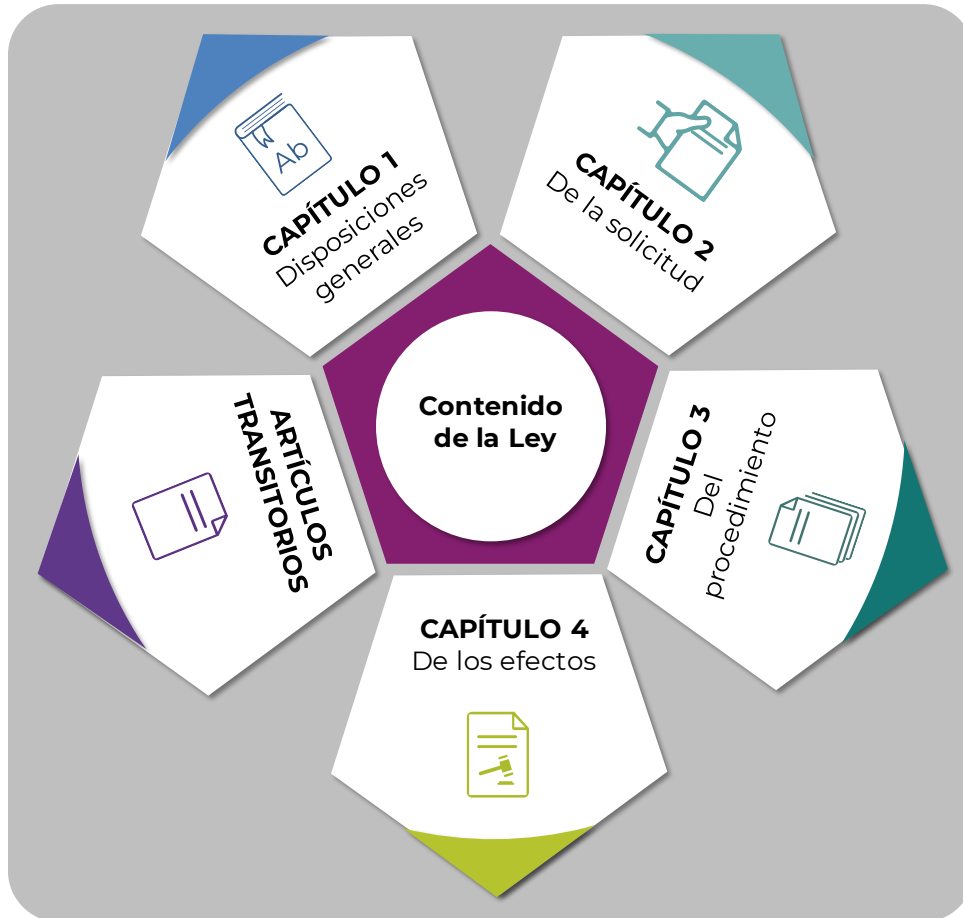 Ab
CAPÍTULO 1
Disposiciones
generales
CAPÍTULO 2
De la solicitud
Contenido
de la Ley
ARTÍCULOS
TRANSITORIOS
CAPÍTULO 3
Del
procedimiento
CAPÍTULO 4
De los efectos